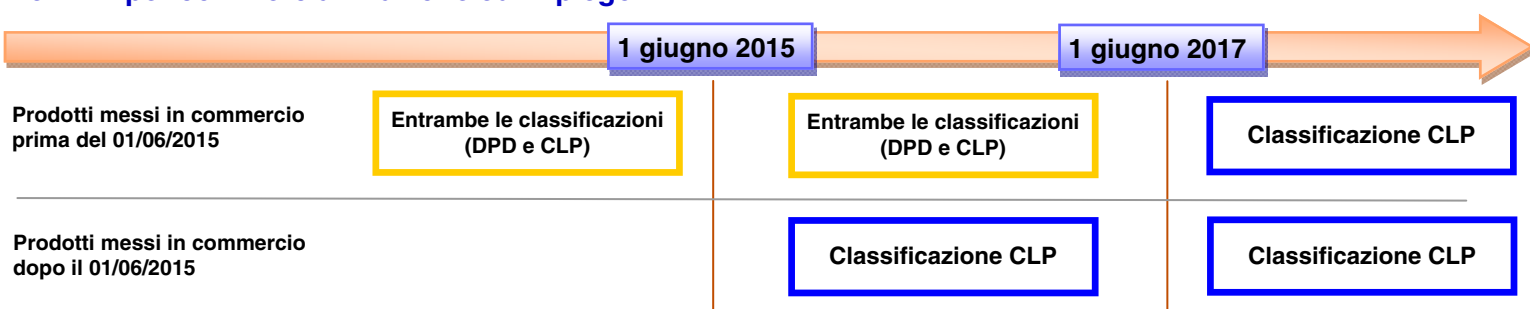 1 giugno 2015
1 giugno 2017
Prodotti messi in commercio
prima del 01/06/2015
Entrambe le classificazioni
(DPD e CLP)
Entrambe le classificazioni
(DPD e CLP)
Classificazione CLP
Prodotti messi in commercio
dopo il 01/06/2015
Classificazione CLP
Classificazione CLP